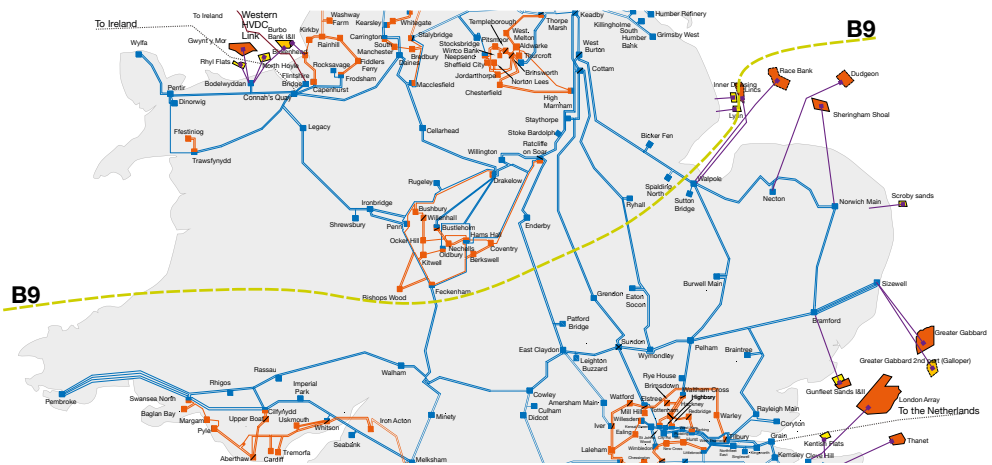 To Ireland
To Ireland
Western
HVDC
Link
Wylfa
Gwynt y Mor
Rhyl Flats
Burbo
Bank I&II
North Hoyle
Bodelwyddan
Pentir
Dinorwig
Connah's Quay
Flintshire
Bridge
Washway
Farm
Kirkby
Rainhill
Kearsley
Whitegate
Carrington
South
Manchester
Stalybridge
Bredbury
Daines
Fiddlers
Ferry
Rocksavage
Frodsham
Capenhurst
Macclesfield
Templeborough
Thorpe
Marsh
Stocksbridge
Pitsmoor
West
Melton
Aldwarke
Wincobank
Neepsend
Sheffield City
Thurcroft
Jordanthorpe
Brinsworth
Norton Lees
Chesterfield
High
Marnham
Keadby
Killingholme
South
Humber
Bank
Humber Refinery
Grimsby West
West
Burton
Cottam
B9
Inner Dowsing
Lincs
Lynn
Race Bank
Dudgeon
Sheringham Shoal
Ffestiniog
Trawsfynydd
Legacy
Cellarhead
Staythorpe
Stoke Bardolph
Ratcliffe
on Soar
Willington
Drakelow
Rugeley
Bicker Fen
Spalding
North
Walpole
Sutton
Bridge
Necton
Norwich Main
Scroby sands
Ironbridge
Shrewsbury
Penn
Bushbury
Willenhall
Bustleholm
Ocker Hill
Hams Hall
Nechells
Oldbury
Coventry
Berkswell
Kitwell
Enderby
Ryhall
B9
Bishops Wood
Feckenham
Grendon
Eaton
Socon
Burwell Main
Sizewell
Bramford
Patford
Bridge
East Claydon
Leighton
Buzzard
Sundon
Wymondley
Pelham
Braintree
Greater Gabbard
Greater Gabbard 2nd part (Galloper)
Gunfleet Sands I&II
London Array
To the Netherlands
Pembroke
Swansea North
Baglan Bay
Margam
Pyle
Rhigos
Rassau
Imperial
Park
Walham
Upper Boat
Cilfynydd
Uskmouth
Whitson
Iron Acton
Seabank
Aberthaw
Cardiff
Tremorfa
Minety
Melksham
Cowley
Culham
Didcot
Amersham Main
Rye House
Brimsdown
Waltham Cross
Highbury
Hackney
Redbridge
Tottenham
Watford
Elstree
Mill Hill
Willesden
Iver
Ealing
Laleham
Wimbledon
Warley
Tilbury
Rayleigh Main
Coryton
Grain
Kemsley
Cleve Hill
Kentish Flats
Thanet